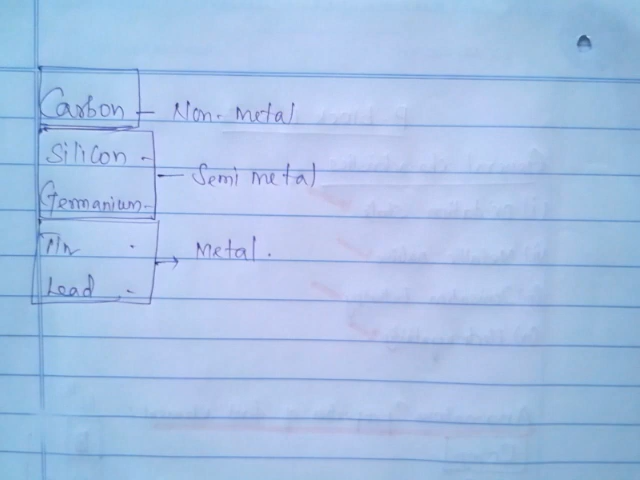 Carbon - Non-metal
Silicon -
- Semi metal
Germanium -
Tin - → Metal.
Lead -